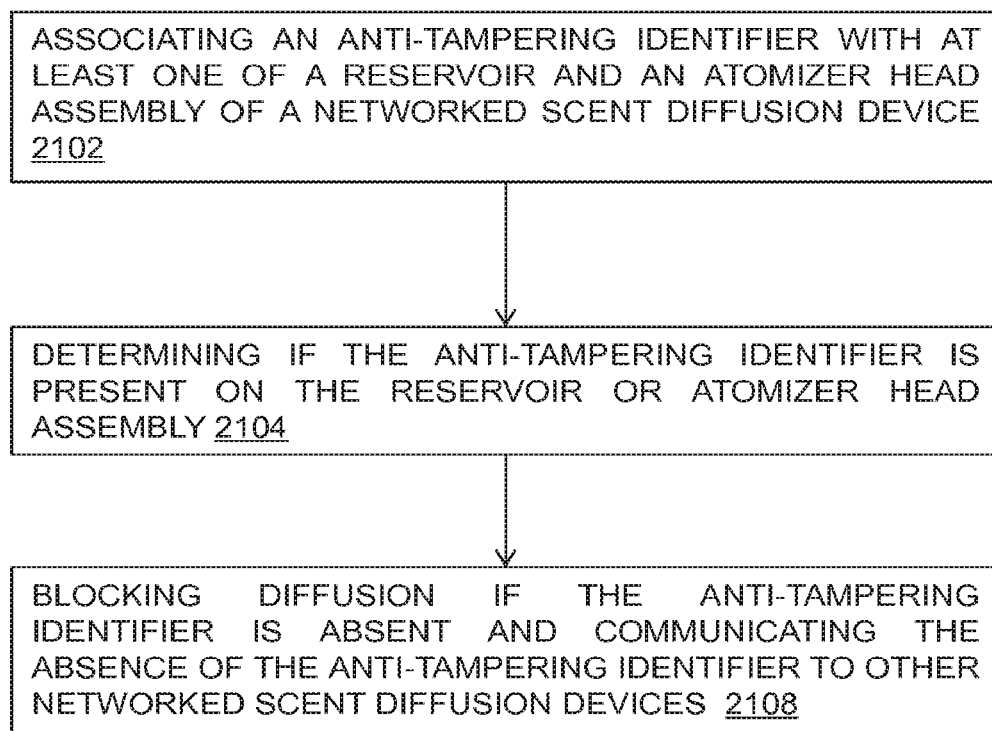 ASSOCIATING AN ANTI-TAMPERING IDENTIFIER WITH AT
LEAST ONE OF A RESERVOIR AND AN ATOMIZER HEAD
ASSEMBLY OF A NETWORKED SCENT DIFFUSION DEVICE
2102
DETERMINING IF THE ANTI-TAMPERING IDENTIFIER IS
PRESENT ON THE RESERVOIR OR ATOMIZER HEAD
ASSEMBLY 2104
BLOCKING DIFFUSION IF THE ANTI-TAMPERING
IDENTIFIER IS ABSENT AND COMMUNICATING THE
ABSENCE OF THE ANTI-TAMPERING IDENTIFIER TO OTHER
NETWORKED SCENT DIFFUSION DEVICES 2108